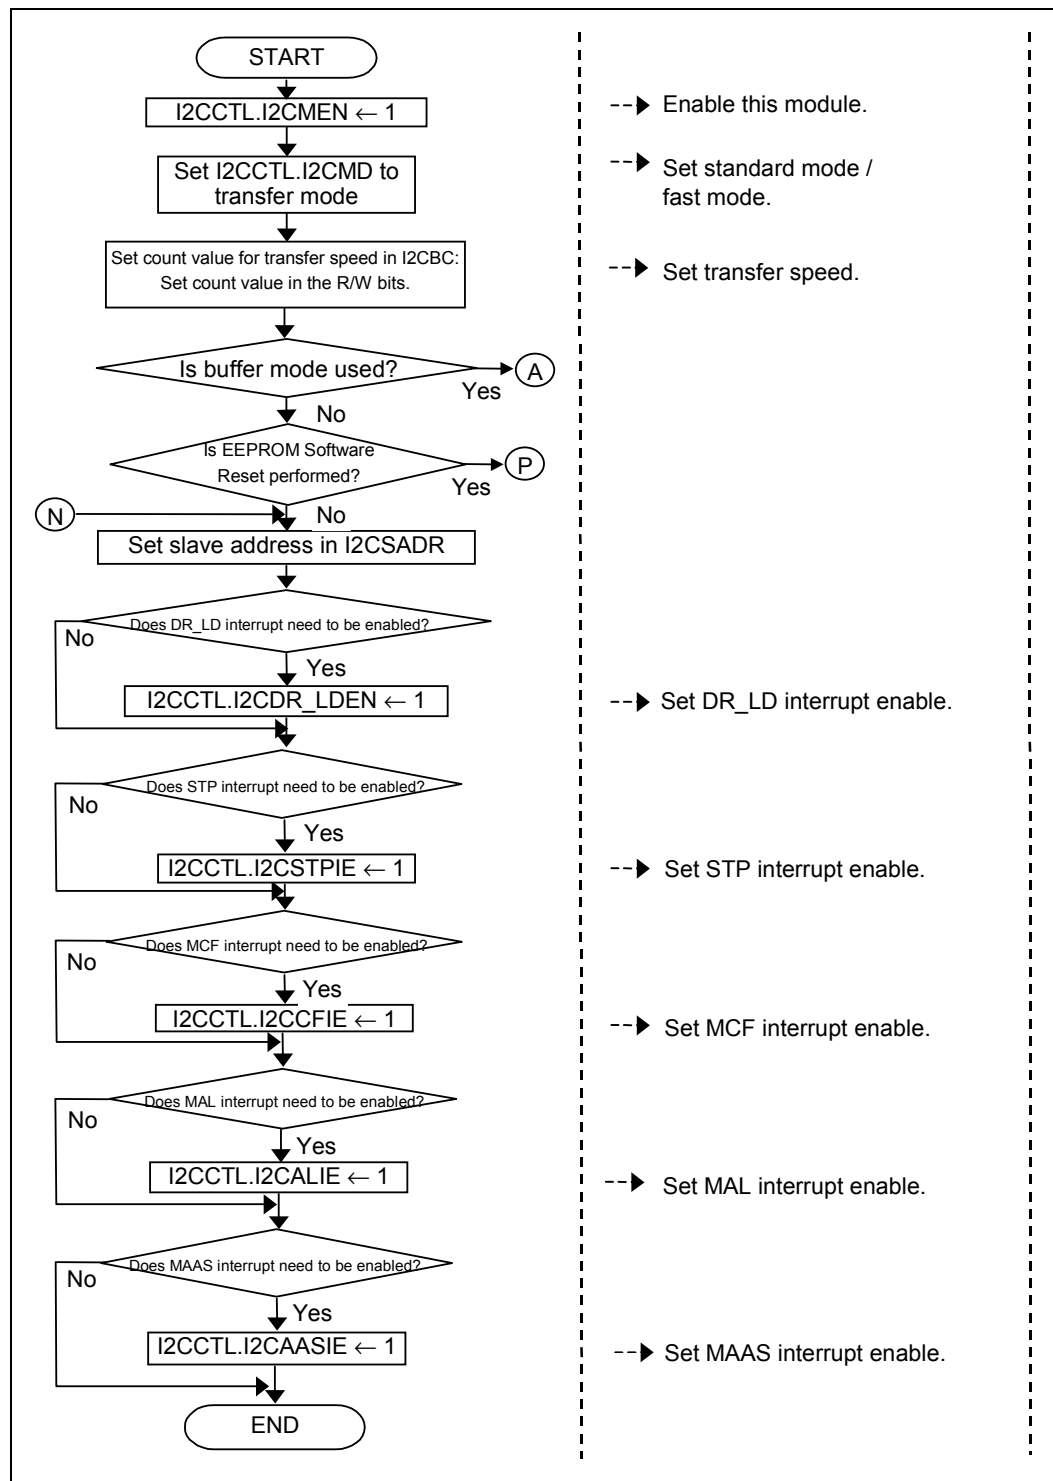 START
I2CCTL.I2CMEN ← 1
Enable this module.
Set I2CCTL.I2CMD to
transfer mode
Set standard mode /
fast mode.
Set count value for transfer speed in I2CBC:
Set count value in the R/W bits.
Set transfer speed.
Is buffer mode used?
Yes
A
No
Is EEPROM Software
Reset performed?
Yes
P
N
No
Set slave address in I2CSADR
Does DR_LD interrupt need to be enabled?
No
Yes
I2CCTL.I2CDR_LDEN ← 1
Set DR_LD interrupt enable.
Does STP interrupt need to be enabled?
No
Yes
I2CCTL.I2CSTPIE ← 1
Set STP interrupt enable.
Does MCF interrupt need to be enabled?
No
Yes
I2CCTL.I2CCFIE ← 1
Set MCF interrupt enable.
Does MAL interrupt need to be enabled?
No
Yes
I2CCTL.I2CALIE ← 1
Set MAL interrupt enable.
Does MAAS interrupt need to be enabled?
No
Yes
I2CCTL.I2CAASIE ← 1
Set MAAS interrupt enable.
END